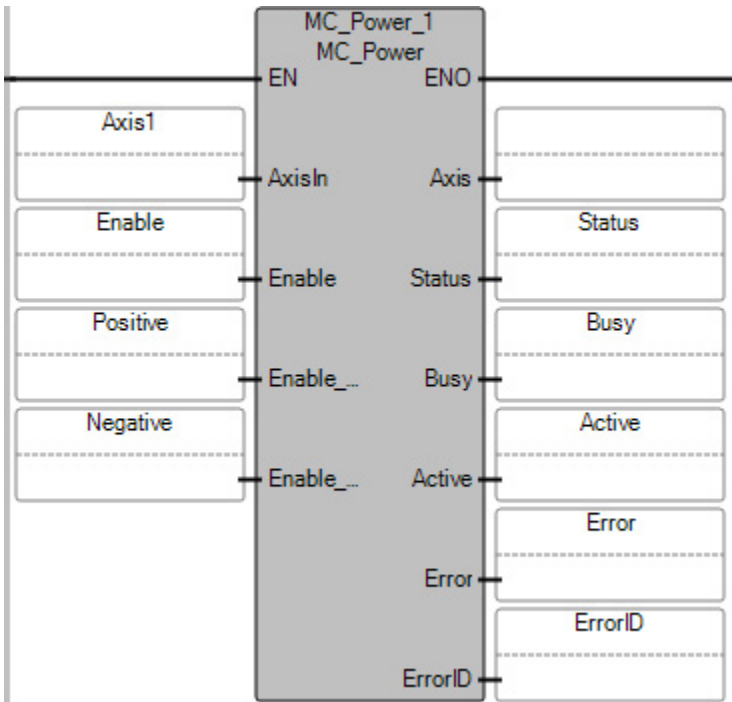 MC_Power_1
MC_Power
EN ENO
Axis1
AxisIn Axis
Enable Status
Enable Status
Positive Busy
Enable_... Busy
Negative Active
Enable_... Active
Error
Error
ErrorID
ErrorID